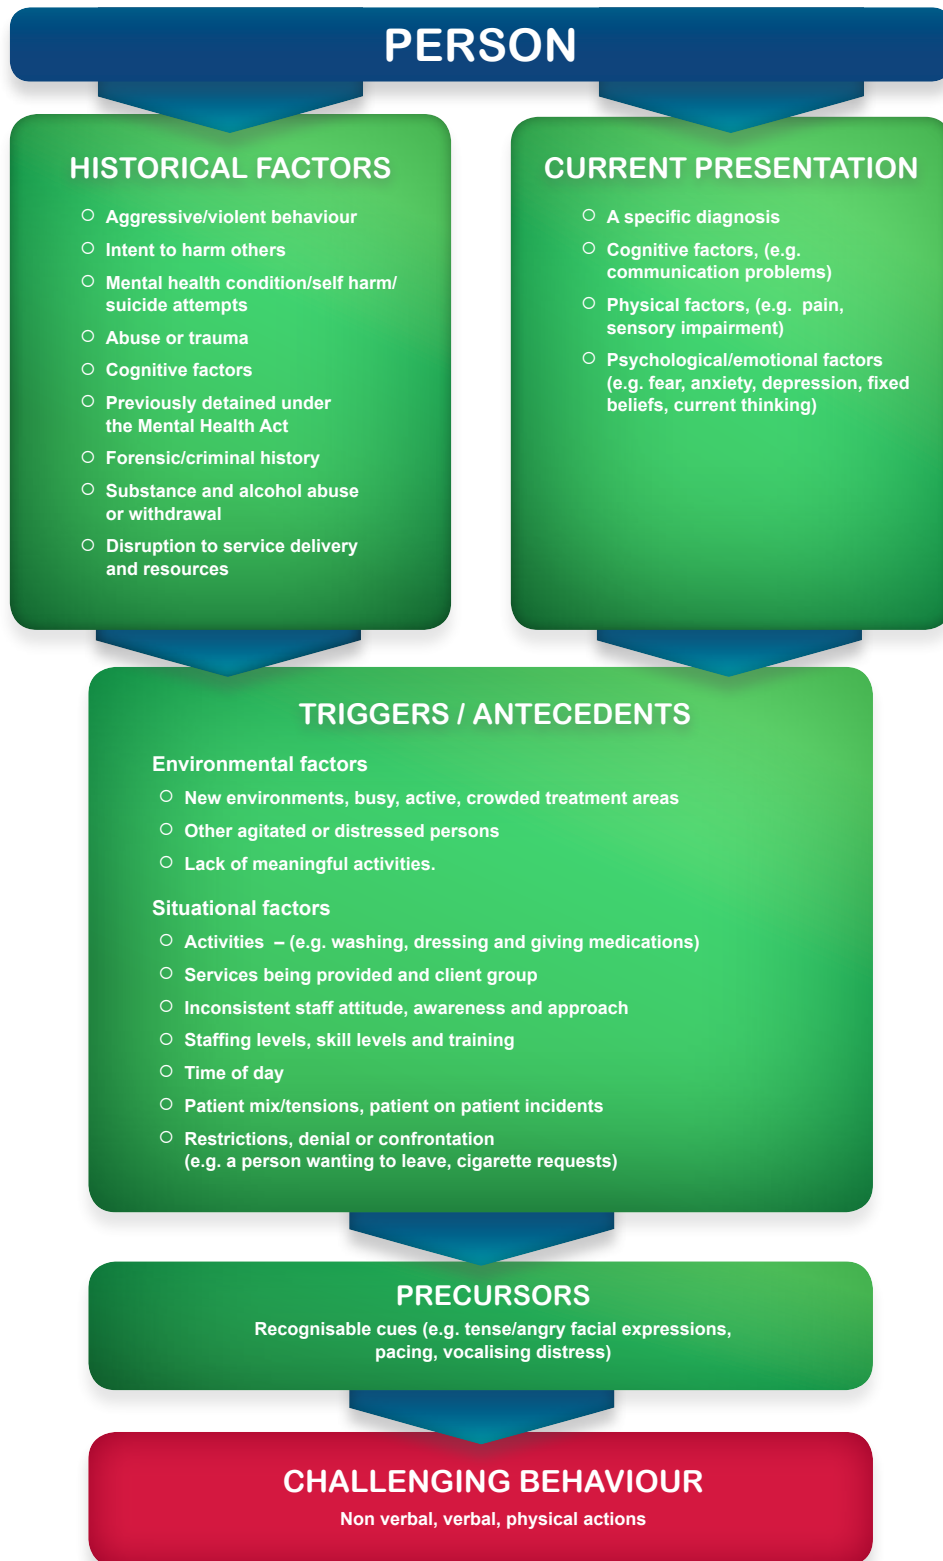 PERSON
HISTORICAL FACTORS
Aggressive/violent behaviour
Intent to harm others
Mental health condition/self harm/
suicide attempts
Abuse or trauma
Cognitive factors
Previously detained under
the Mental Health Act
Forensic/criminal history
Substance and alcohol abuse
or withdrawal
Disruption to service delivery
and resources
CURRENT PRESENTATION
A specific diagnosis
Cognitive factors, (e.g.
communication problems)
Physical factors, (e.g. pain,
sensory impairment)
Psychological/emotional factors
(e.g. fear, anxiety, depression, fixed
beliefs, current thinking)
TRIGGERS / ANTECEDENTS
Environmental factors
New environments, busy, active, crowded treatment areas
Other agitated or distressed persons
Lack of meaningful activities.
Situational factors
Activities – (e.g. washing, dressing and giving medications)
Services being provided and client group
Inconsistent staff attitude, awareness and approach
Staffing levels, skill levels and training
Time of day
Patient mix/tensions, patient on patient incidents
Restrictions, denial or confrontation
(e.g. a person wanting to leave, cigarette requests)
PRECURSORS
Recognisable cues (e.g. tense/angry facial expressions,
pacing, vocalising distress)
CHALLENGING BEHAVIOUR
Non verbal, verbal, physical actions